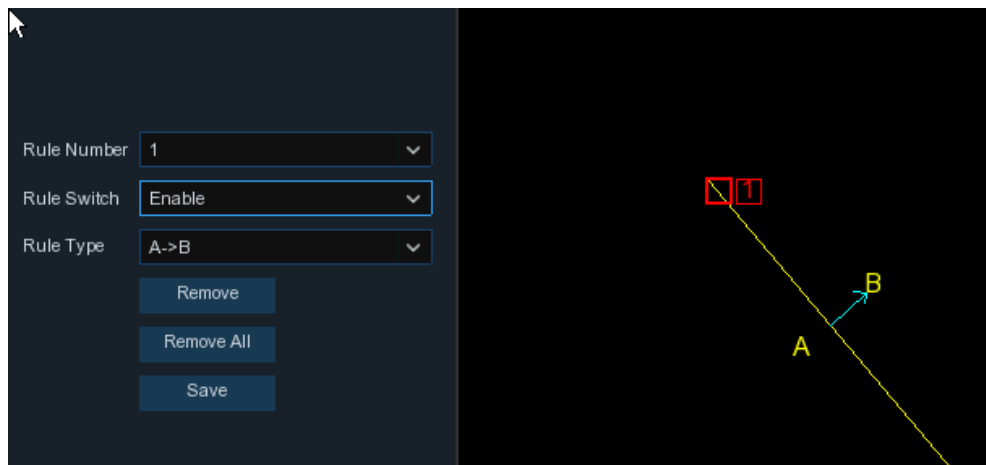 Rule Number 1
Rule Switch Enable
Rule Type A->B
Remove
Remove All
Save
1
B
A